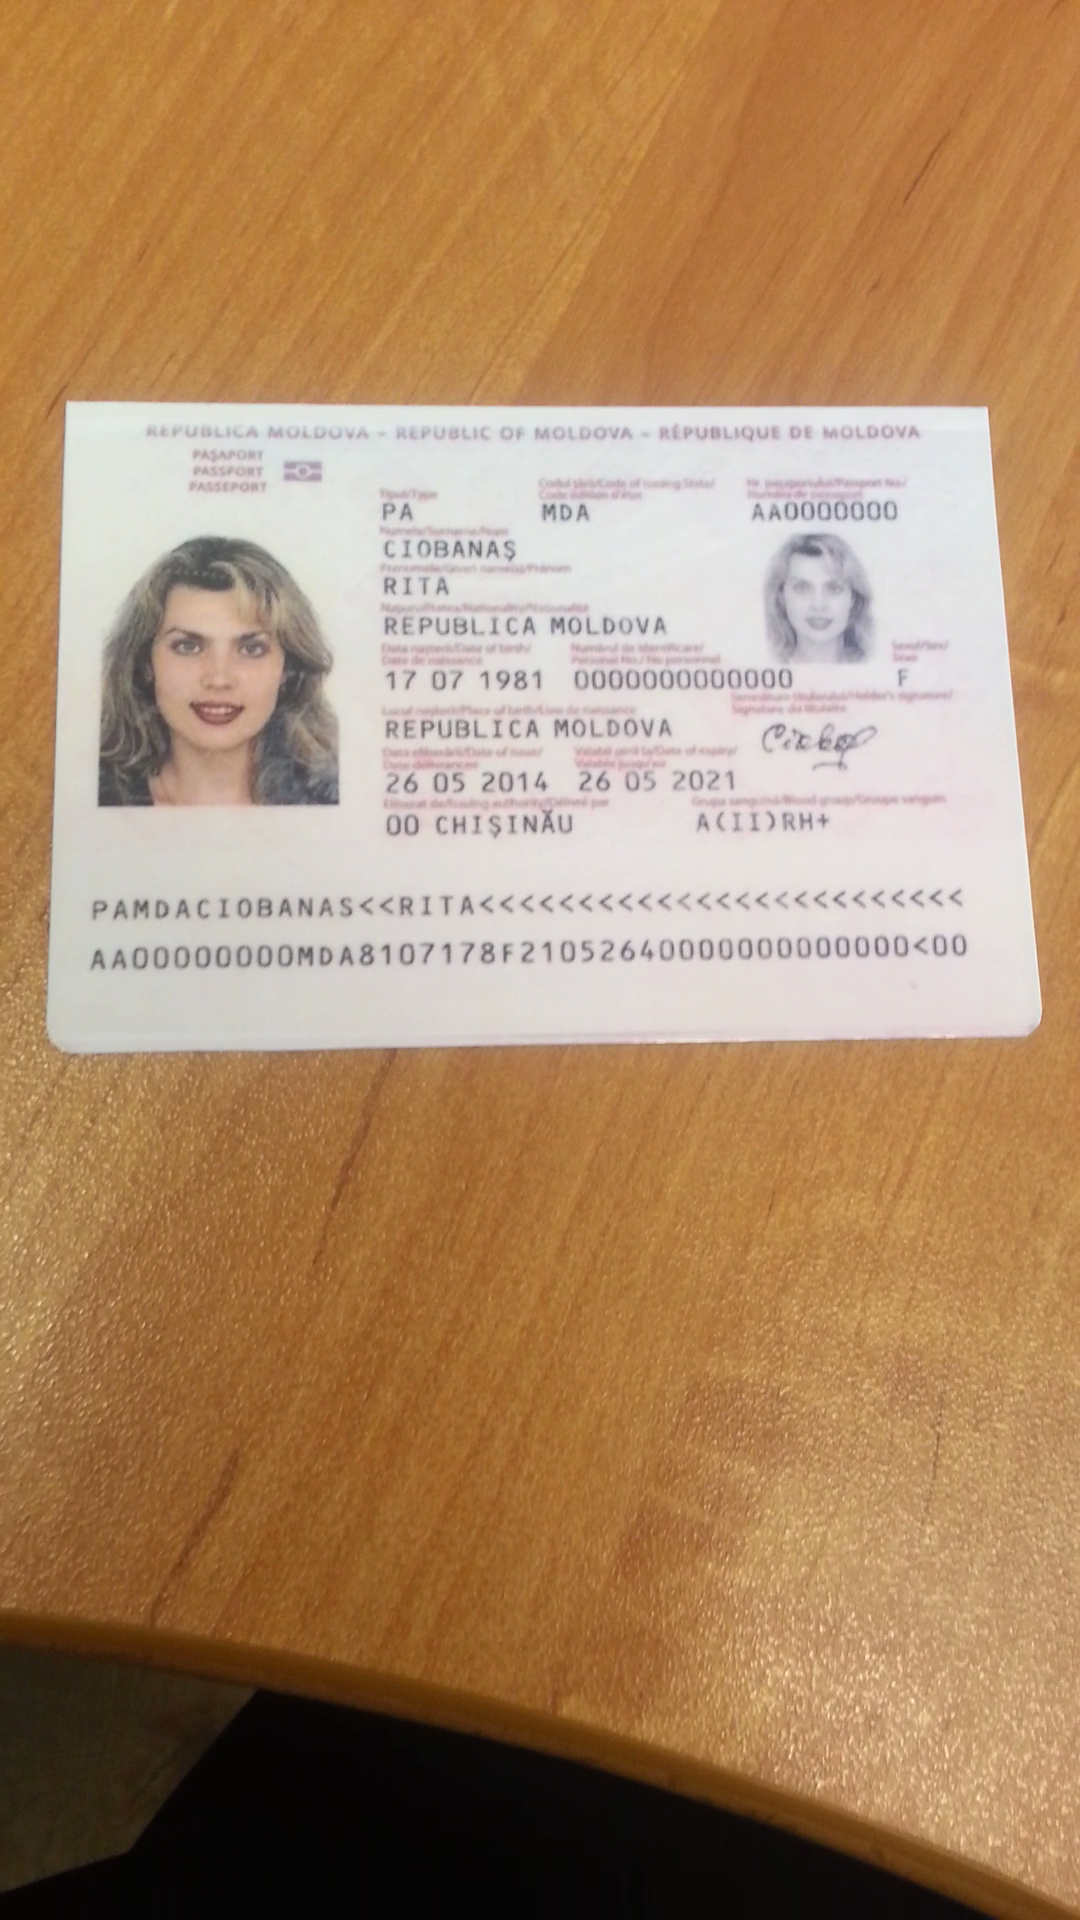 REPUBLICA MOLDOVA – REPUBLIC OF MOLDOVA – RÉPUBLIQUE DE MOLDOVA
PAŞAPORT
PASSPORT
PASSEPORT
Tipul/Type
Codul ţării/Code of issuing State/
Code édition d'état
Nr. paşaportului/Passport No./
Numéro de passeport
PA MDA AA0000000
Numele/Surname/Nom
CIOBANAŞ
Prenumele/Given name(s)/Prénom
RITA
Naţionalitatea/Nationality/Nationalité
REPUBLICA MOLDOVA
Data naşterii/Date of birth/
Date de naissance
Numărul de identificare/
Personal No./No personnel
Sexul/Sex/
Sexe
17 07 1981 0000000000000 F
Locul naşterii/Place of birth/Lieu de naissance
Semnătura titularului/Holder's signature/
Signature du titulaire
REPUBLICA MOLDOVA
Data eliberării/Date of issue/
Date délivrance
Valabil până la/Date of expiry/
Valable jusqu'au
26 05 2014 26 05 2021
Eliberat de/Issuing authority/Délivré par
Grupa sanguină/Blood group/Groupe sanguin
00 CHIŞINĂU A(II)RH+
PAMDACIOBANAS<<RITA<<<<<<<<<<<<<<<<<<<<<<<<<
AA00000000MDA8107178F21052640000000000000<00